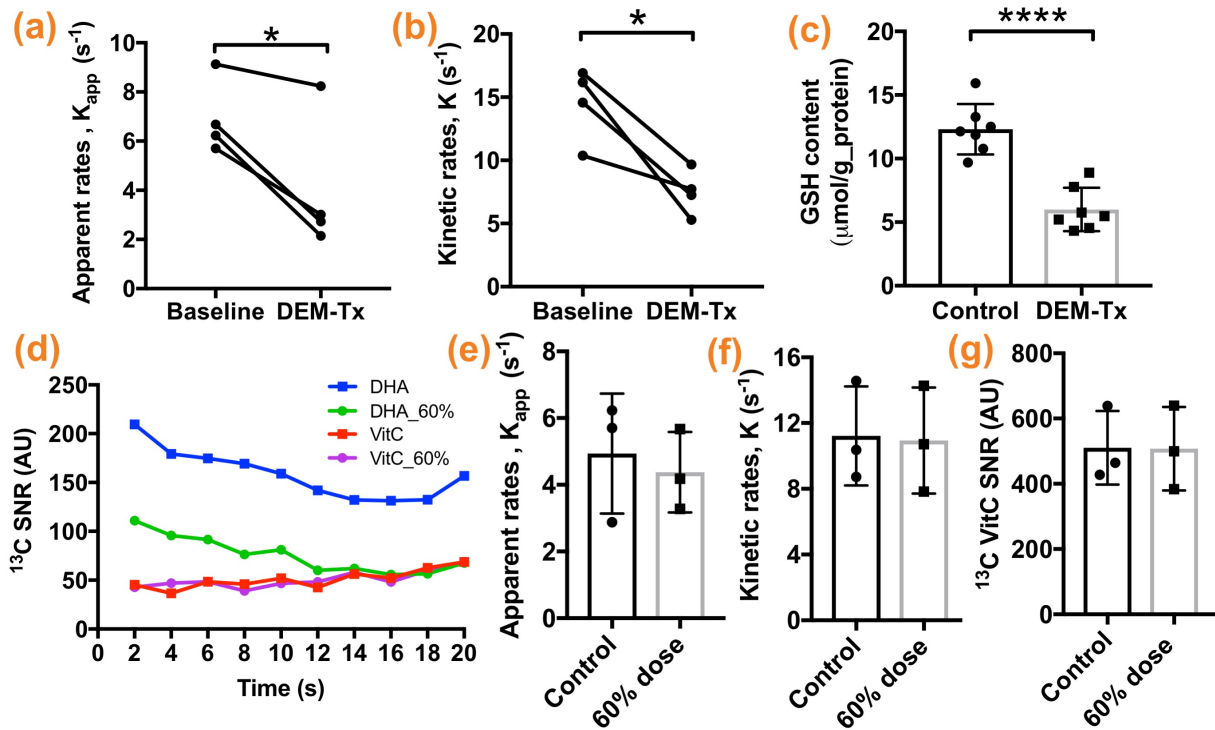 (a)
Apparent rates , Kapp (s-1)
10
8
6
4
2
0
*
Baseline DEM-Tx
(b)
Kinetic rates, K (s-1)
20
15
10
5
0
*
Baseline DEM-Tx
(c)
GSH content
(μmol/g_protein)
20
15
10
5
0
****
Control DEM-Tx
(d)
13C SNR (AU)
250
200
150
100
50
0
DHA
DHA_60%
VitC
VitC_60%
0 2 4 6 8 10 12 14 16 18 20
Time (s)
(e)
Apparent rates , Kapp (s-1)
8
6
4
2
0
Control
60% dose
(f)
Kinetic rates, K (s-1)
16
12
8
4
0
Control
60% dose
(g)
13C VitC SNR (AU)
800
600
400
200
0
Control
60% dose